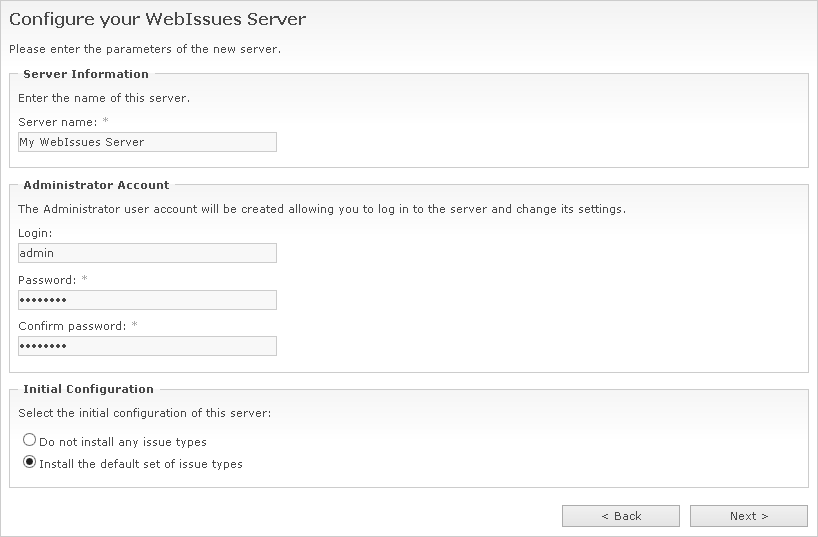 Configure your WebIssues Server
Please enter the parameters of the new server.
Server Information
Enter the name of this server.
Server name: *
My WebIssues Server
Administrator Account
The Administrator user account will be created allowing you to log in to the server and change its settings.
Login:
admin
Password: *
••••••••
Confirm password: *
••••••••
Initial Configuration
Select the initial configuration of this server:
Do not install any issue types
Install the default set of issue types
< Back
Next >